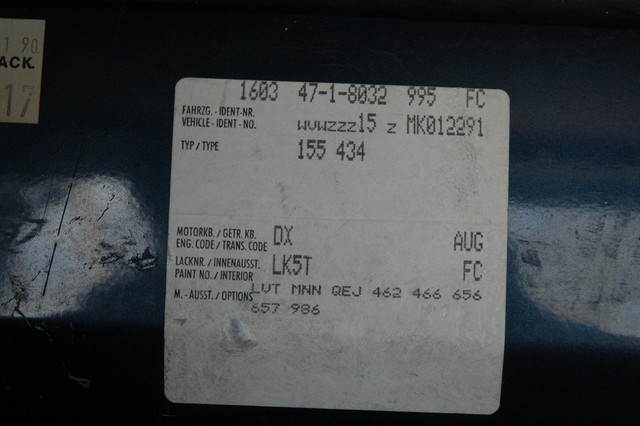 1 90
ACK.
17
1603 47-1-8032 995 FC
FAHRZG. - IDENT-NR.
VEHICLE - IDENT - NO. WVWZZZ15 Z MK012291
TYP / TYPE 155 434
MOTORKB. / GETR. KB.
ENG. CODE / TRANS. CODE DX AUG
LACKNR. / INNENAUSST.
PAINT NO. / INTERIOR LK5T FC
M. - AUSST. / OPTIONS LVT MNN QEJ 462 466 656
657 986